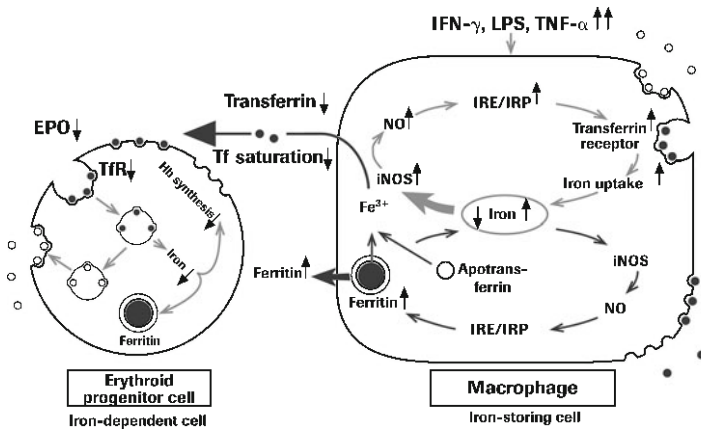 IFN-γ, LPS, TNF-α
Transferrin
EPO
Tf saturation
TfR
Hb synthesis
Iron
Ferritin
Erythroid
progenitor cell
Iron-dependent cell
NO
IRE/IRP
Transferrin
receptor
iNOS
Iron uptake
Fe³⁺
Iron
iNOS
Ferritin
Apotrans-
ferrin
Ferritin
NO
IRE/IRP
Macrophage
Iron-storing cell